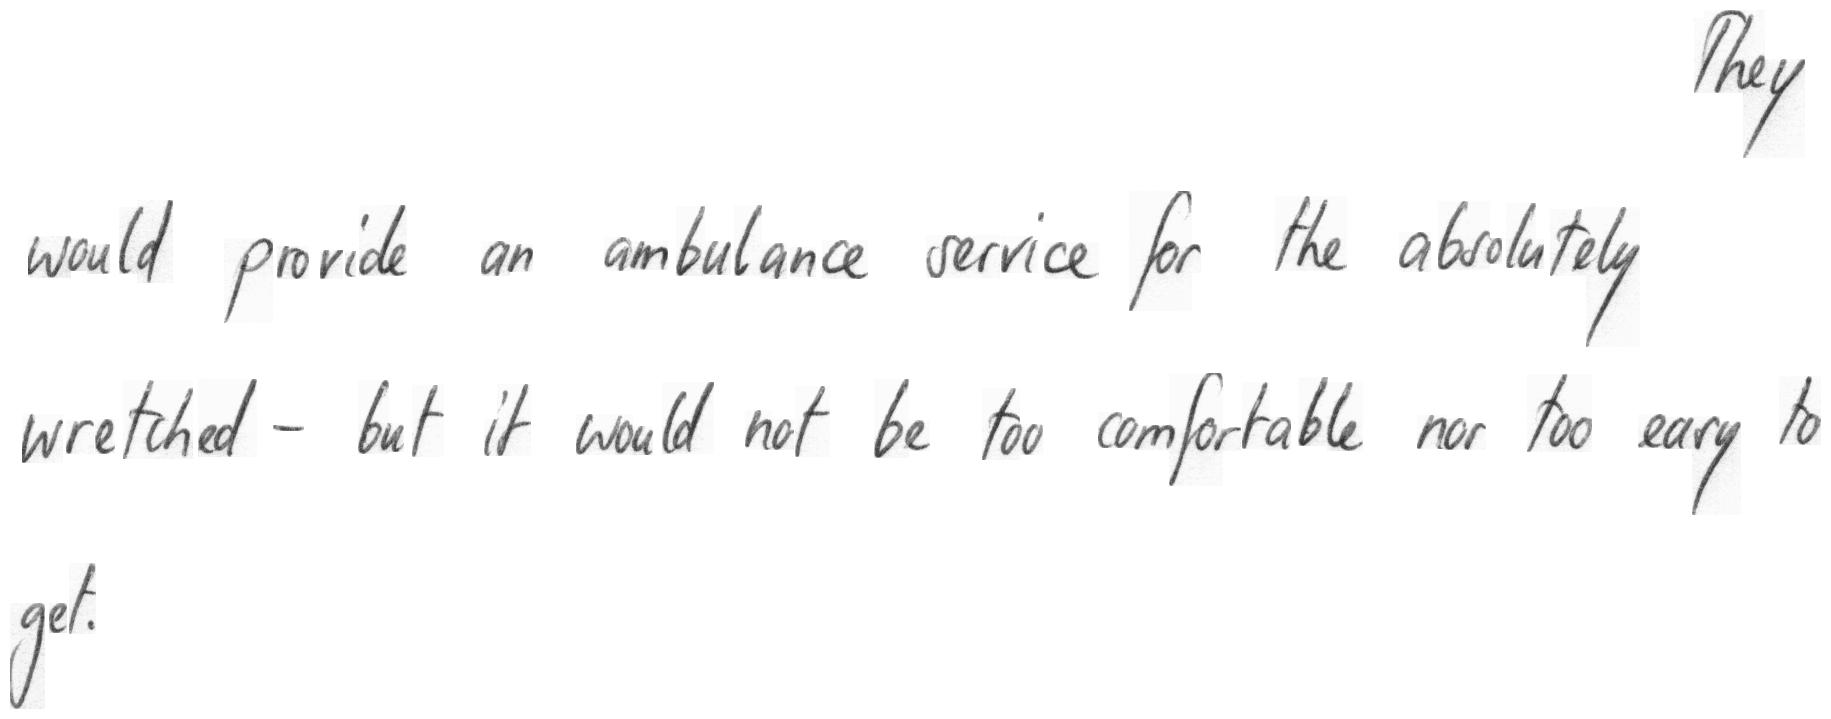 They
would provide an ambulance service for the absolutely
wretched - but it would not be too comfortable nor too easy to
get.